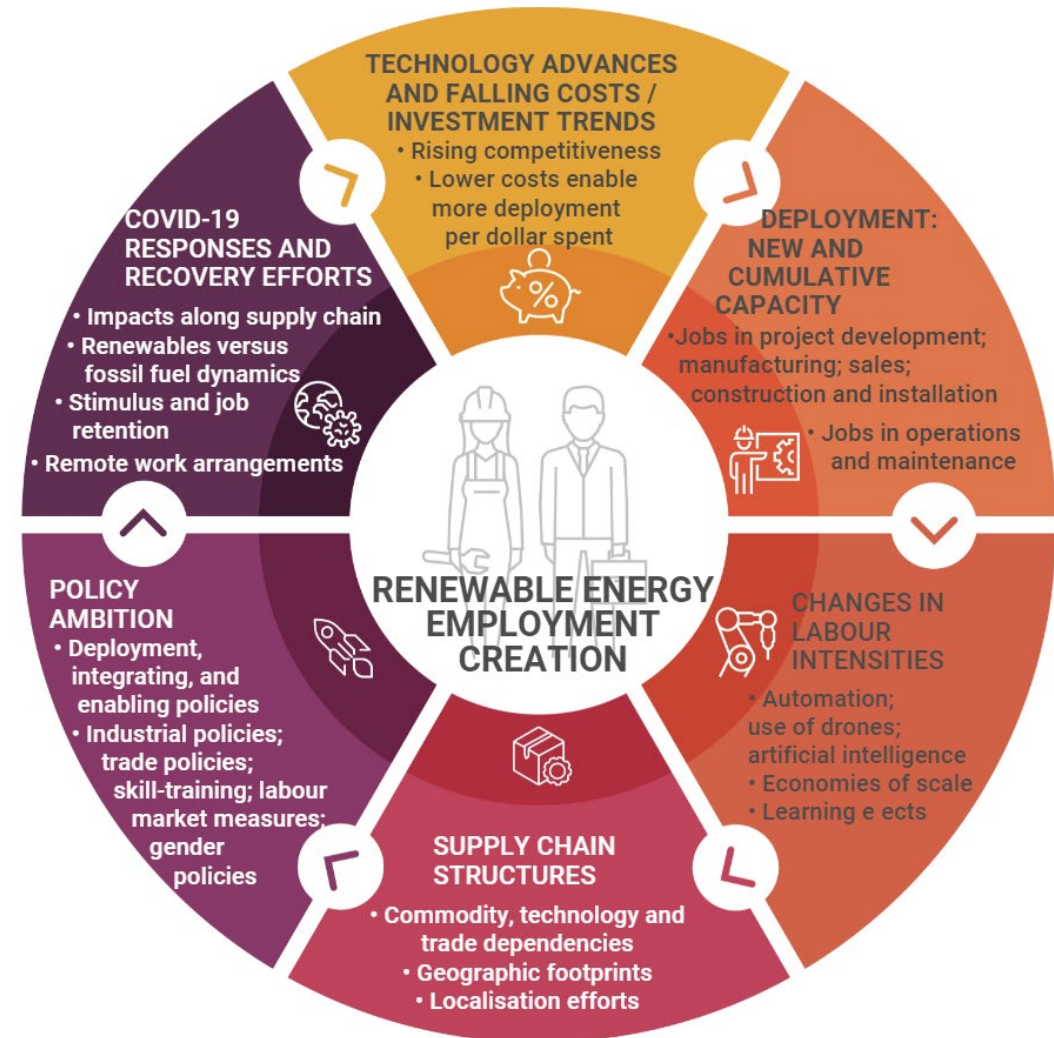 TECHNOLOGY ADVANCES
AND FALLING COSTS /
INVESTMENT TRENDS
• Rising competitiveness
• Lower costs enable
more deployment
per dollar spent
DEPLOYMENT:
NEW AND
CUMULATIVE
CAPACITY
•Jobs in project development;
manufacturing; sales;
construction and installation
• Jobs in operations
and maintenance
CHANGES IN
LABOUR
INTENSITIES
• Automation;
use of drones;
artificial intelligence
• Economies of scale
• Learning e ects
SUPPLY CHAIN
STRUCTURES
• Commodity, technology and
trade dependencies
• Geographic footprints
• Localisation efforts
POLICY
AMBITION
• Deployment,
integrating, and
enabling policies
• Industrial policies;
trade policies;
skill-training; labour
market measures;
gender
policies
COVID-19
RESPONSES AND
RECOVERY EFFORTS
• Impacts along supply chain
• Renewables versus
fossil fuel dynamics
• Stimulus and job
retention
• Remote work arrangements
%
RENEWABLE ENERGY
EMPLOYMENT
CREATION